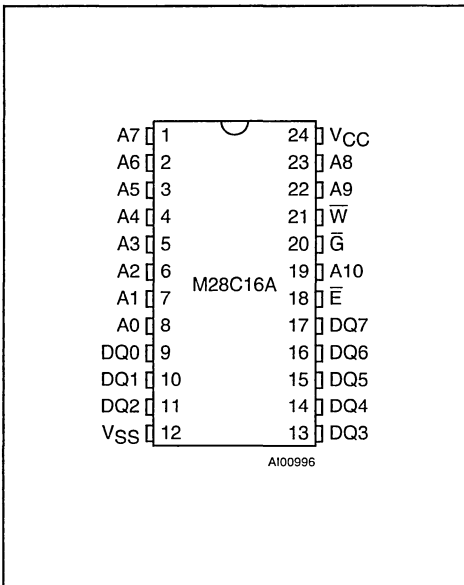 A7 1 24 VCC
A6 2 23 A8
A5 3 22 A9
A4 4 21 W̅
A3 5 20 G̅
A2 6 19 A10
A1 7 M28C16A 18 E̅
A0 8 17 DQ7
DQ0 9 16 DQ6
DQ1 10 15 DQ5
DQ2 11 14 DQ4
VSS 12 13 DQ3
AI00996